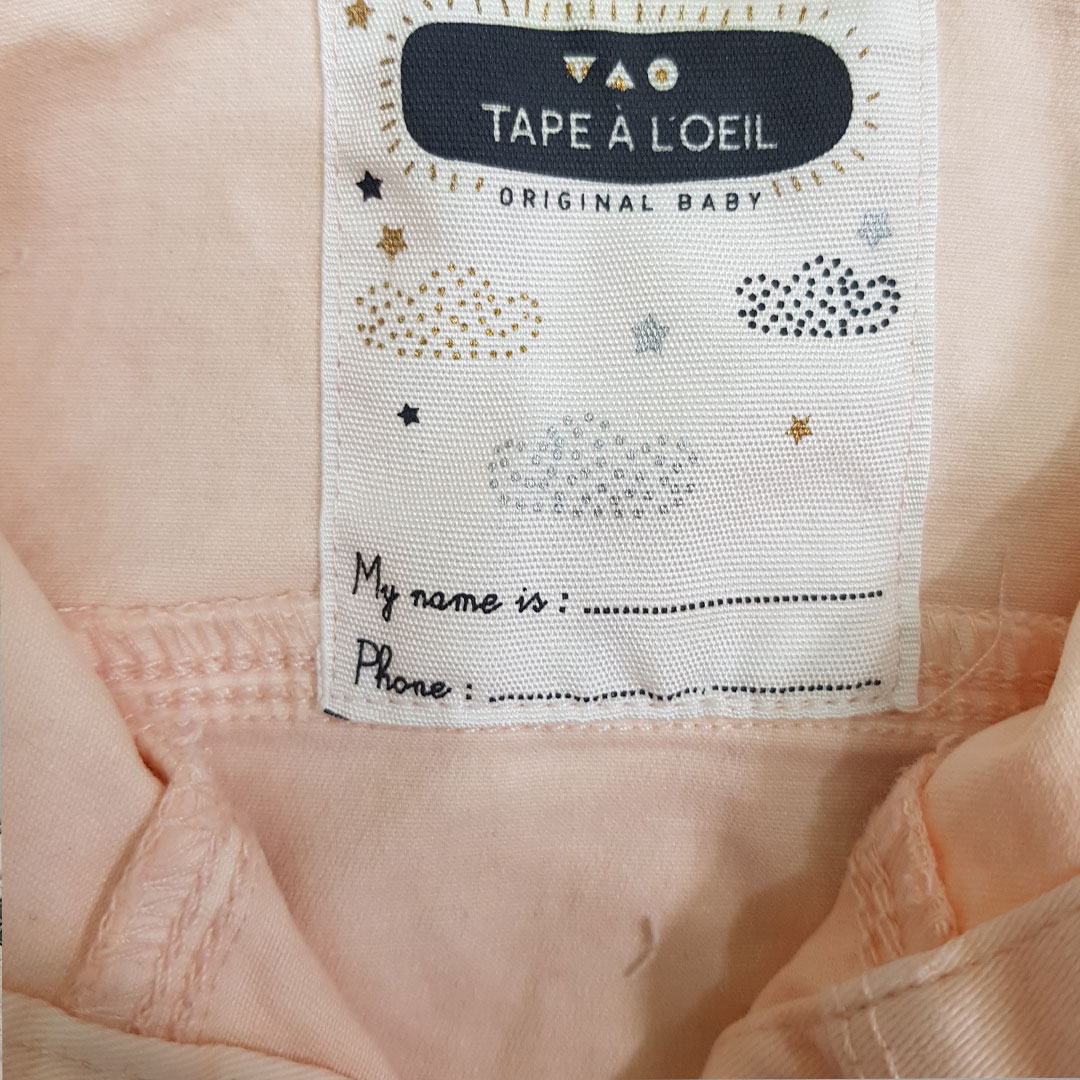 TAPE À L'OEIL
ORIGINAL BABY
My name is : ........................
Phone : ........................